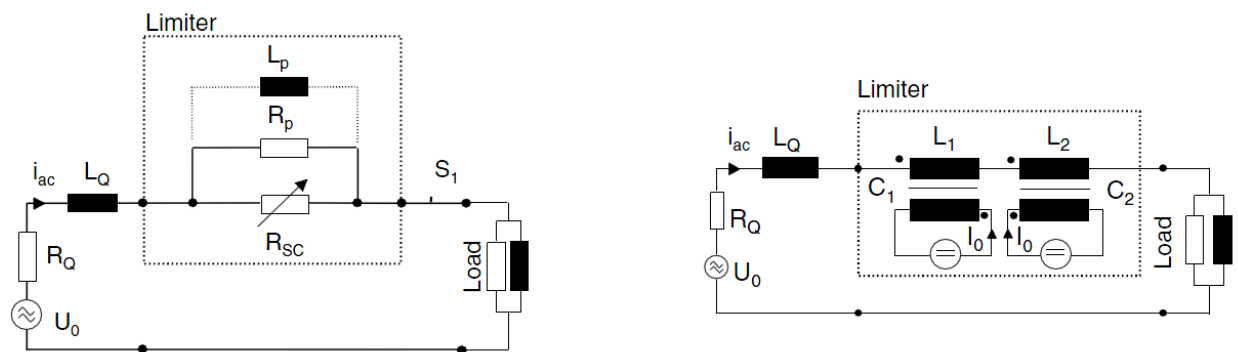 Limiter
Lp
Rp
iac
LQ
S1
RSC
RQ
Load
U0
Limiter
iac
LQ
L1
L2
C1
C2
RQ
I0
I0
Load
U0